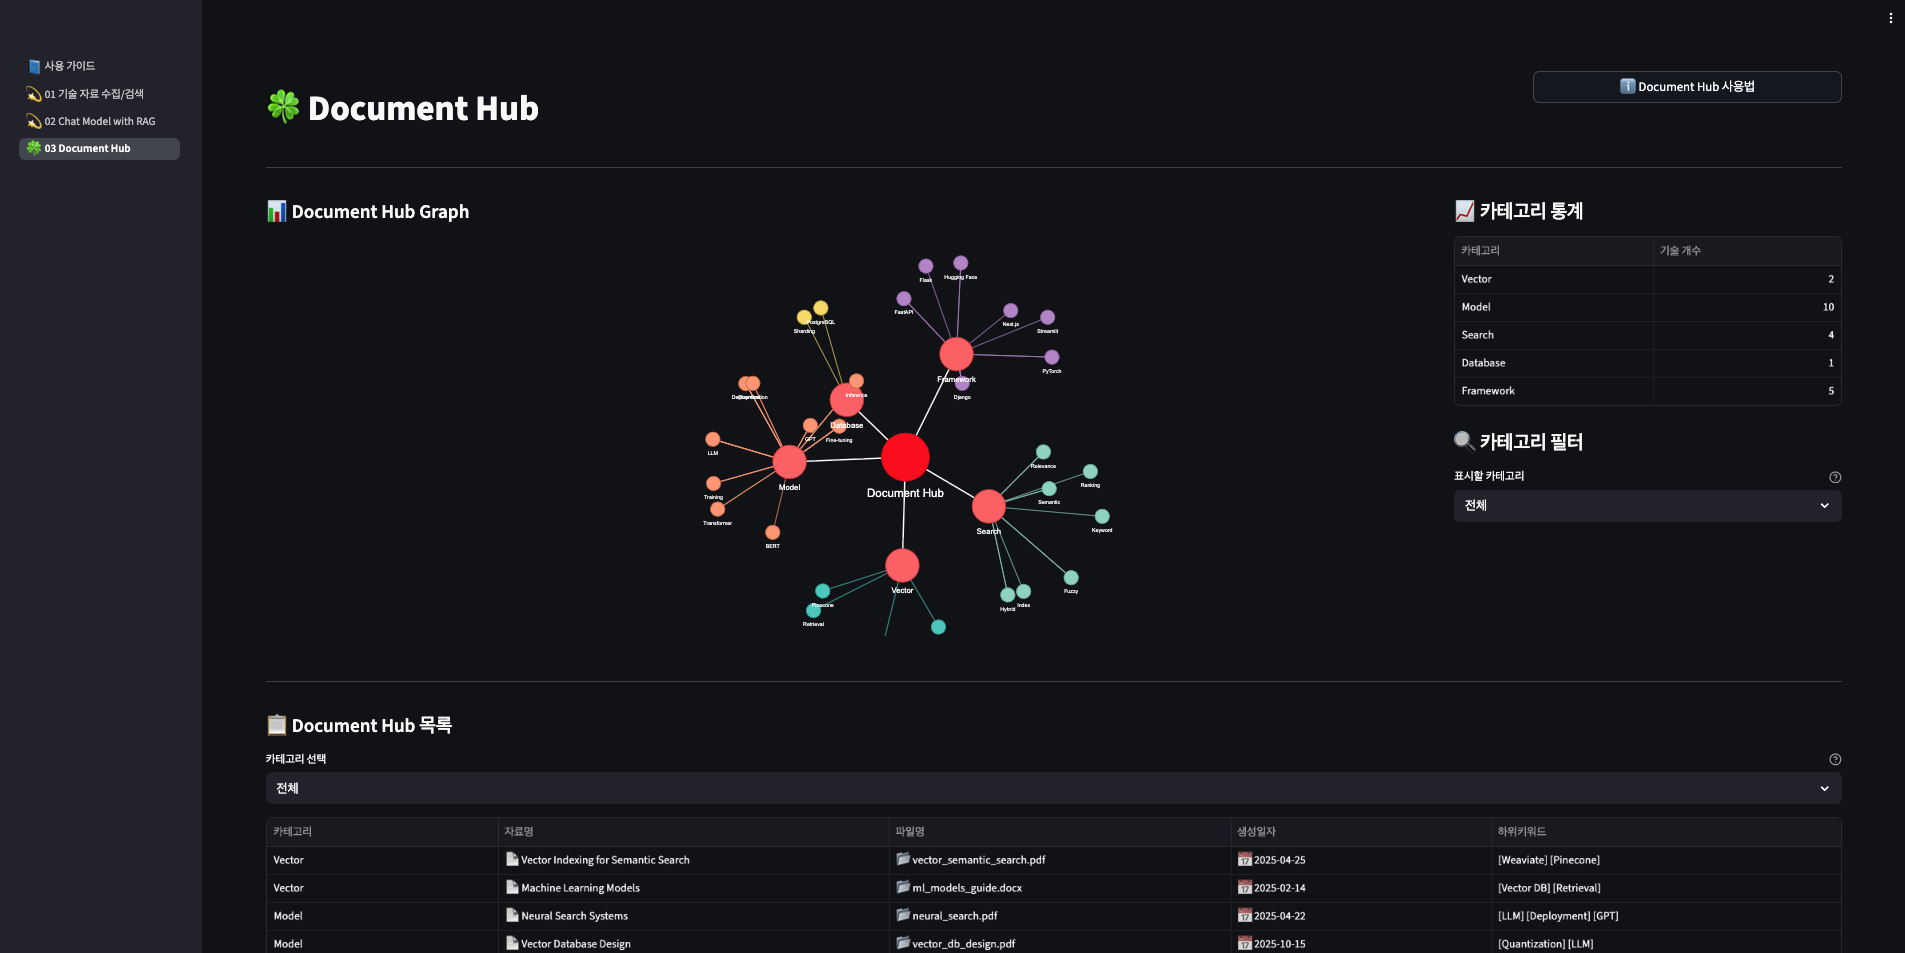 사용 가이드
01 기술 자료 수집/검색
02 Chat Model with RAG
03 Document Hub
Document Hub
Document Hub 사용법
Document Hub Graph
Flask
Hugging Face
FastAPI
Next.js
Streamlit
PyTorch
Framework
Django
PostgreSQL
Sharding
Inference
Database
GPT
Fine-tuning
LLM
Model
Training
Transformer
BERT
Document Hub
Relevance
Ranking
Semantic
Keyword
Search
Fuzzy
Index
Hybrid
Vector
Pinecone
Retrieval
카테고리 통계
카테고리 기술 개수
Vector 2
Model 10
Search 4
Database 1
Framework 5
카테고리 필터
표시할 카테고리
전체
Document Hub 목록
카테고리 선택
전체
카테고리 자료명 파일명 생성일자 하위키워드
Vector Vector Indexing for Semantic Search vector_semantic_search.pdf 2025-04-25 [Weaviate] [Pinecone]
Vector Machine Learning Models ml_models_guide.docx 2025-02-14 [Vector DB] [Retrieval]
Model Neural Search Systems neural_search.pdf 2025-04-22 [LLM] [Deployment] [GPT]
Model Vector Database Design vector_db_design.pdf 2025-10-15 [Quantization] [LLM]